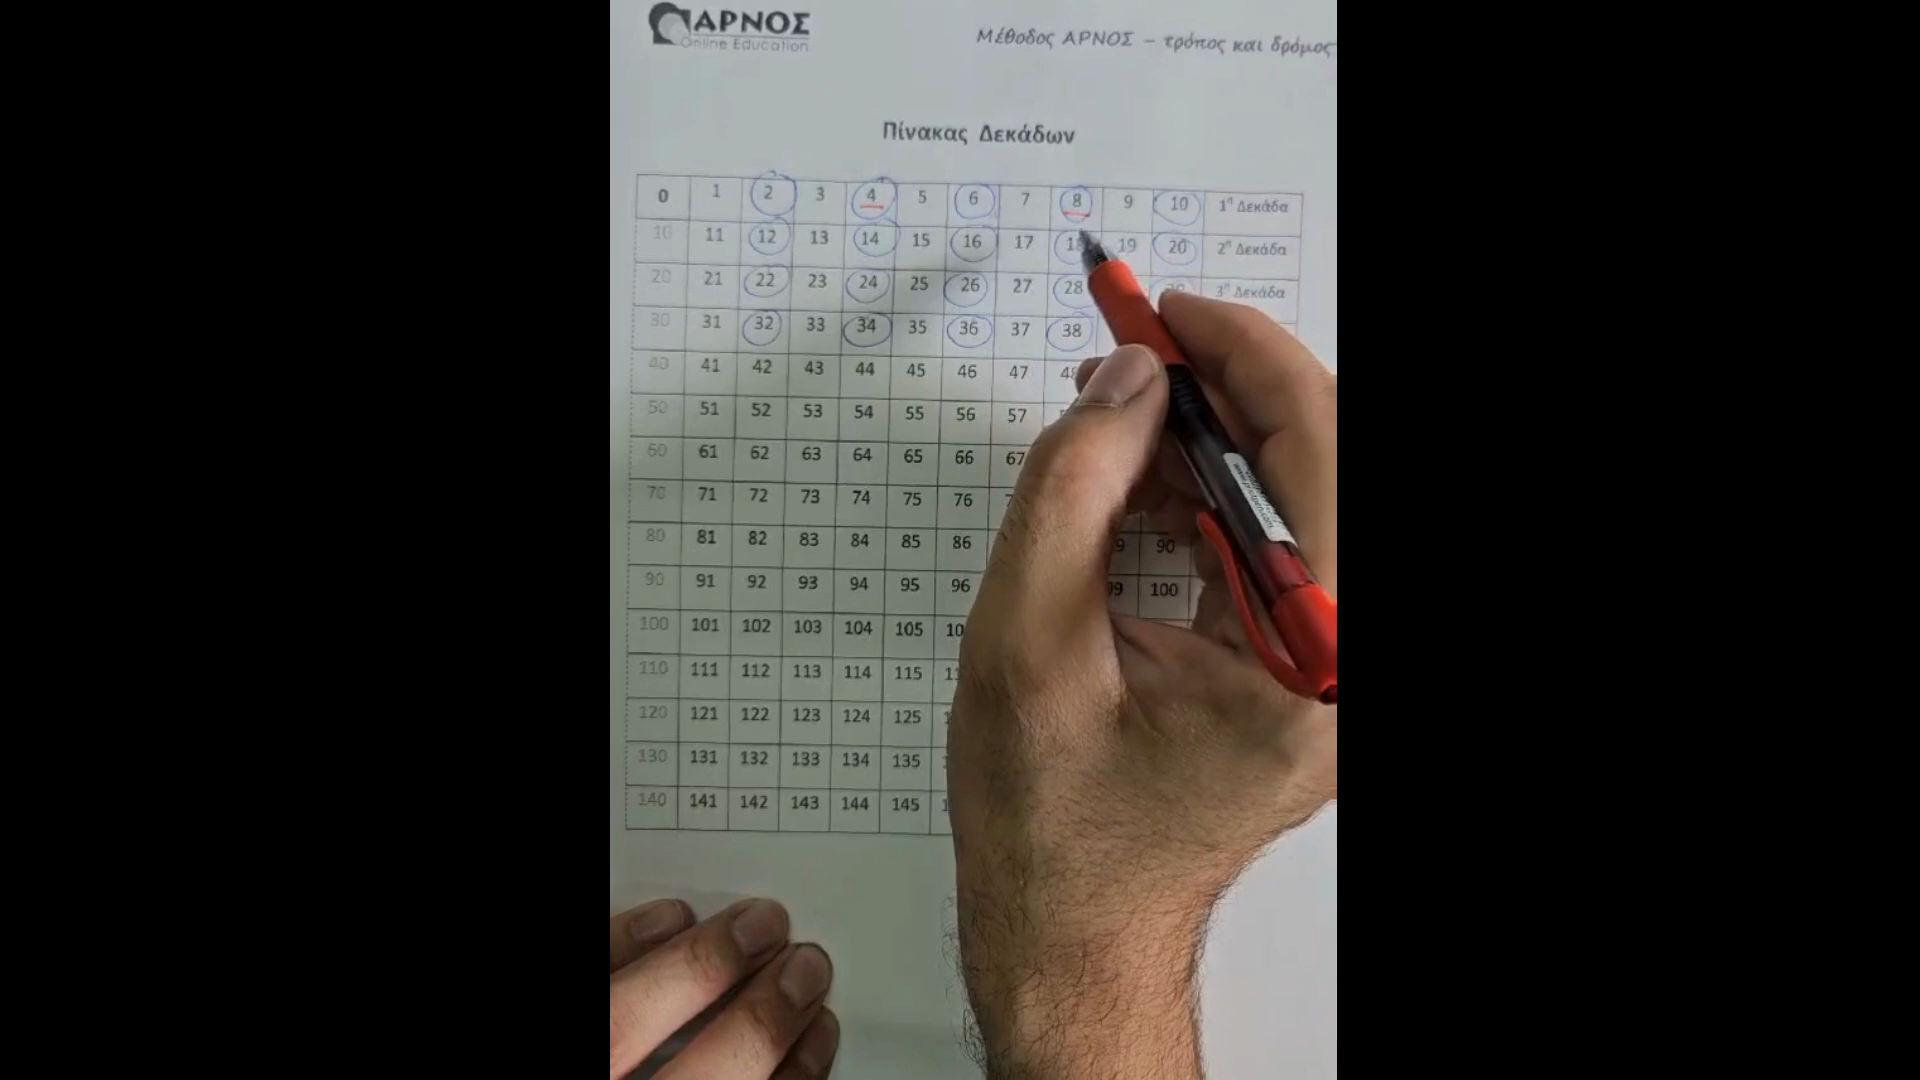 ΑΡΝΟΣ
Online Education
Μέθοδος ΑΡΝΟΣ – τρόπος και δρόμος
Πίνακας Δεκάδων
0 1 2 3 4 5 6 7 8 9 10 1η Δεκάδα
10 11 12 13 14 15 16 17 18 19 20 2η Δεκάδα
20 21 22 23 24 25 26 27 28 3η Δεκάδα
30 31 32 33 34 35 36 37 38
40 41 42 43 44 45 46 47
50 51 52 53 54 55 56 57
60 61 62 63 64 65 66 67
70 71 72 73 74 75 76
80 81 82 83 84 85 86 90
90 91 92 93 94 95 96 99 100
100 101 102 103 104 105
110 111 112 113 114 115
120 121 122 123 124 125
130 131 132 133 134 135
140 141 142 143 144 145